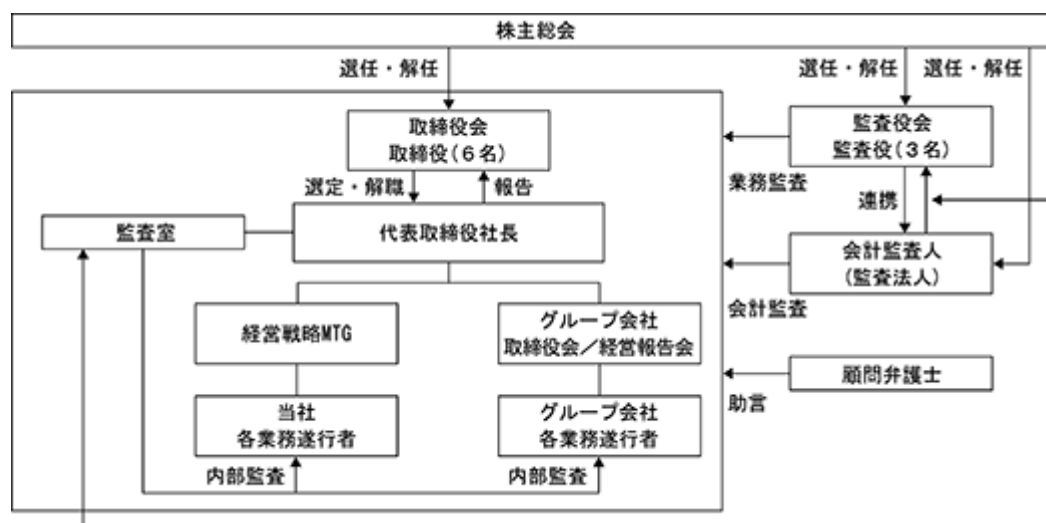 株主総会
選任・解任
選任・解任
選任・解任
取締役会
取締役(6名)
監査役会
監査役(3名)
業務監査
選定・解職
報告
連携
監査室
代表取締役社長
会計監査人
(監査法人)
会計監査
経営戦略MTG
グループ会社
取締役会/経営報告会
顧問弁護士
助言
当社
各業務遂行者
グループ会社
各業務遂行者
内部監査
内部監査